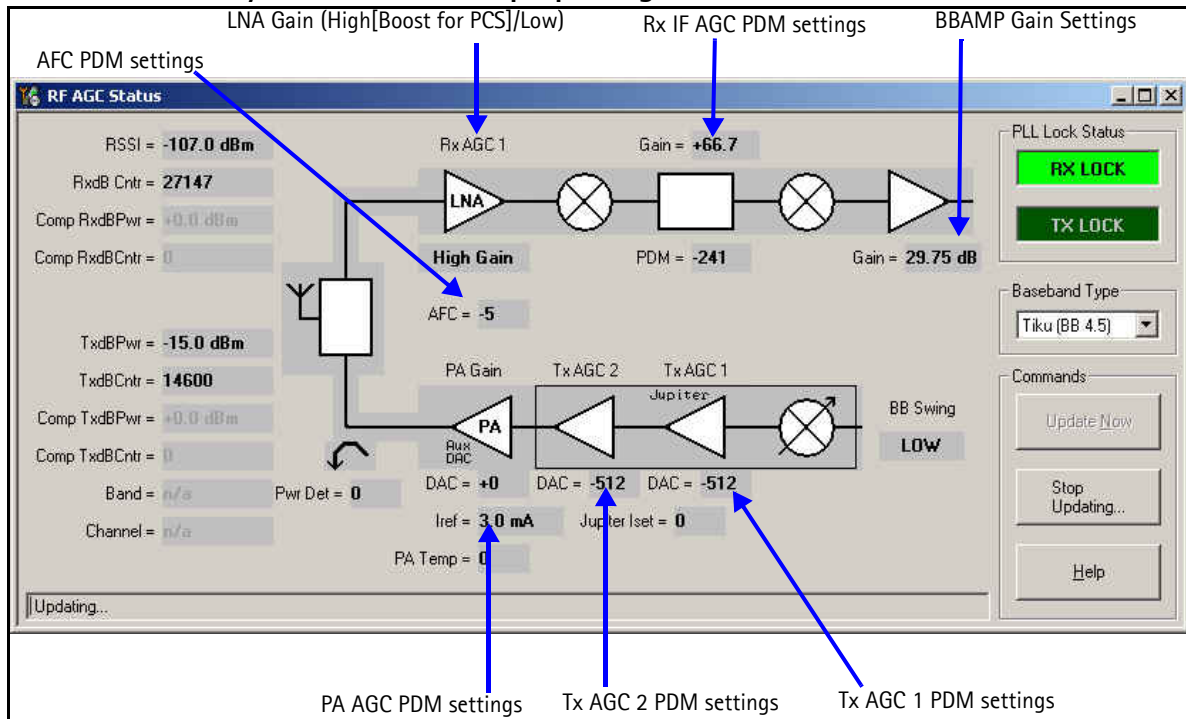 LNA Gain (High[Boost for PCS]/Low)
Rx IF AGC PDM settings
BBAMP Gain Settings
AFC PDM settings
RF AGC Status
RSSI = -107.0 dBm
RxdB Cntr = 27147
Comp RxdBPwr = +0.0 dBm
Comp RxdBCntr = 0
Rx AGC 1
Gain = +66.7
LNA
High Gain
PDM = -241
Gain = 29.75 dB
AFC = -5
TxdBPwr = -15.0 dBm
TxdBCntr = 14600
Comp TxdBPwr = +0.0 dBm
Comp TxdBCntr = 0
Band = n/a
Channel = n/a
Pwr Det = 0
PA Gain
Tx AGC 2
Tx AGC 1
Jupiter
PA
Aux
DAC
BB Swing
LOW
DAC = +0
DAC = -512
DAC = -512
Iref = 3.0 mA
Jupiter Iset = 0
PA Temp = 0
PLL Lock Status
RX LOCK
TX LOCK
Baseband Type
Tiku (BB 4.5)
Commands
Update Now
Stop
Updating...
Help
Updating...
PA AGC PDM settings
Tx AGC 2 PDM settings
Tx AGC 1 PDM settings